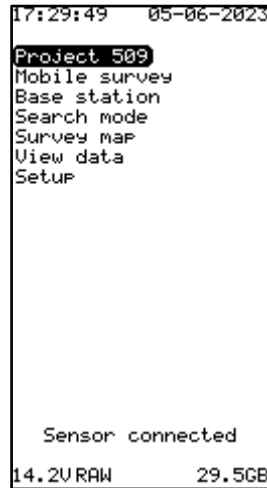 17:29:49 05-06-2023
Project 509
Mobile survey
Base station
Search mode
Survey map
View data
Setup
Sensor connected
14.2V RAW 29.5GB